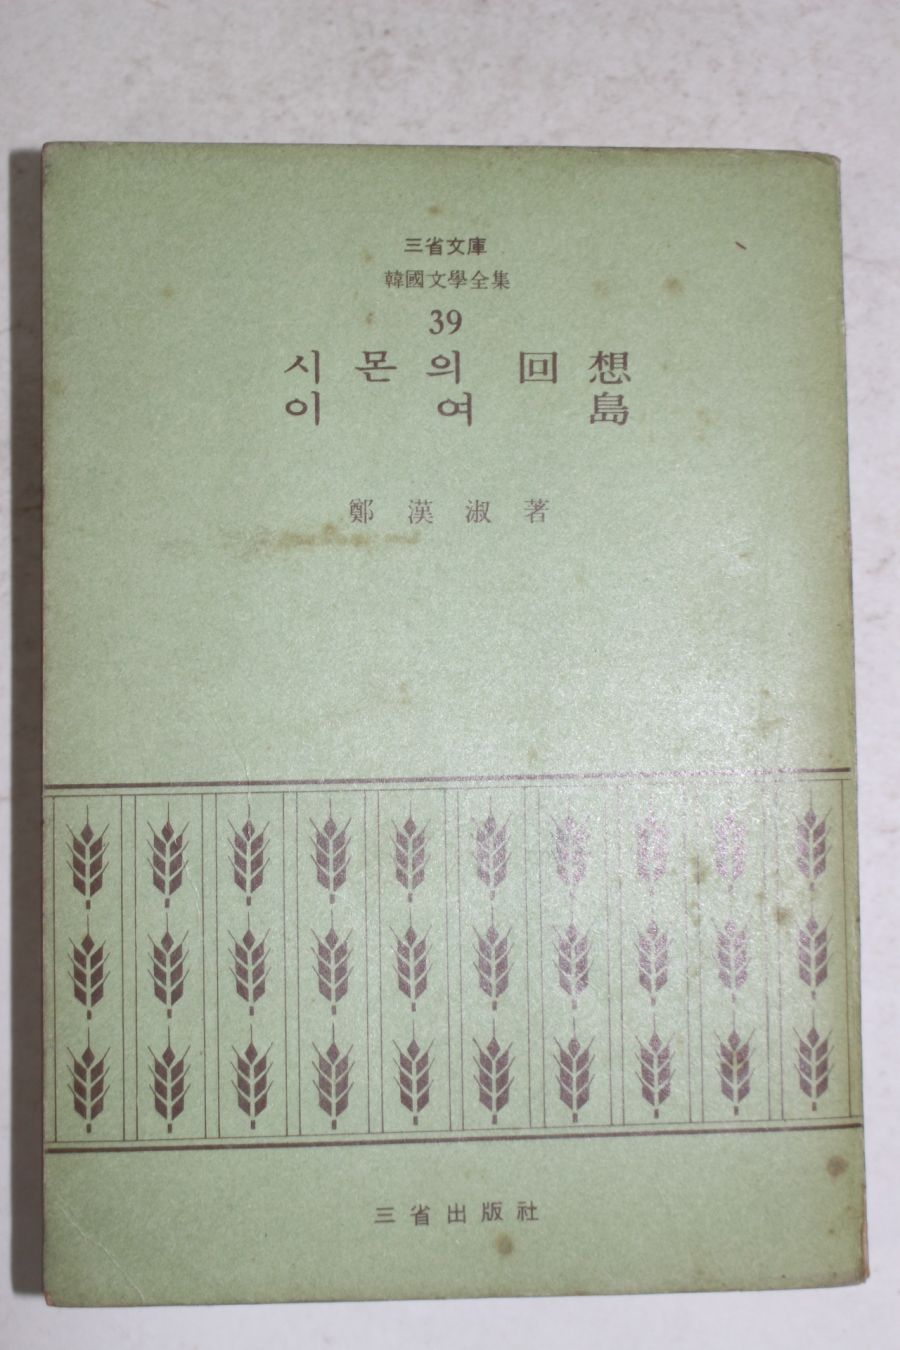 三省文庫
韓國文學全集
39
시몬의 回想
이여島
鄭漢淑著
三省出版社